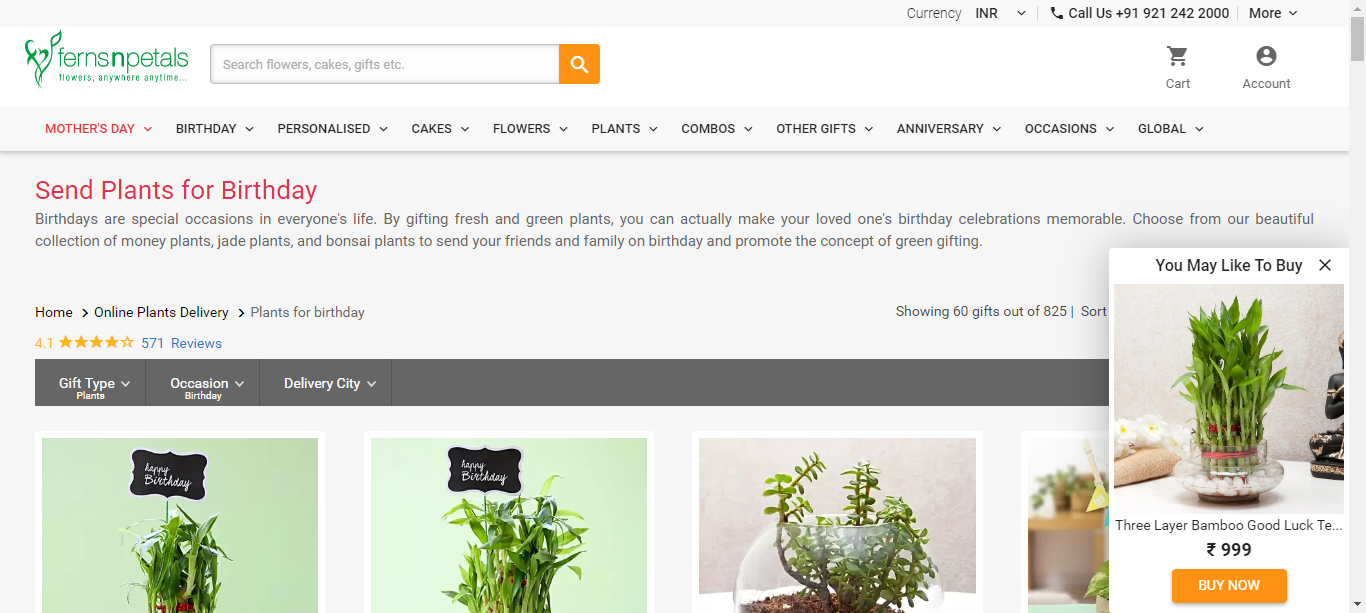 Currency INR Call Us +91 921 242 2000 More
fernsnpetals
flowers, anywhere anytime...
Search flowers, cakes, gifts etc.
Cart Account
MOTHER'S DAY BIRTHDAY PERSONALISED CAKES FLOWERS PLANTS COMBOS OTHER GIFTS ANNIVERSARY OCCASIONS GLOBAL
Send Plants for Birthday
Birthdays are special occasions in everyone's life. By gifting fresh and green plants, you can actually make your loved one's birthday celebrations memorable. Choose from our beautiful
collection of money plants, jade plants, and bonsai plants to send your friends and family on birthday and promote the concept of green gifting.
Home Online Plants Delivery Plants for birthday
Showing 60 gifts out of 825 | Sort
4.1 571 Reviews
Gift Type Occasion Delivery City
Plants Birthday
happy
Birthday
happy
Birthday
You May Like To Buy
Three Layer Bamboo Good Luck Te...
₹ 999
BUY NOW